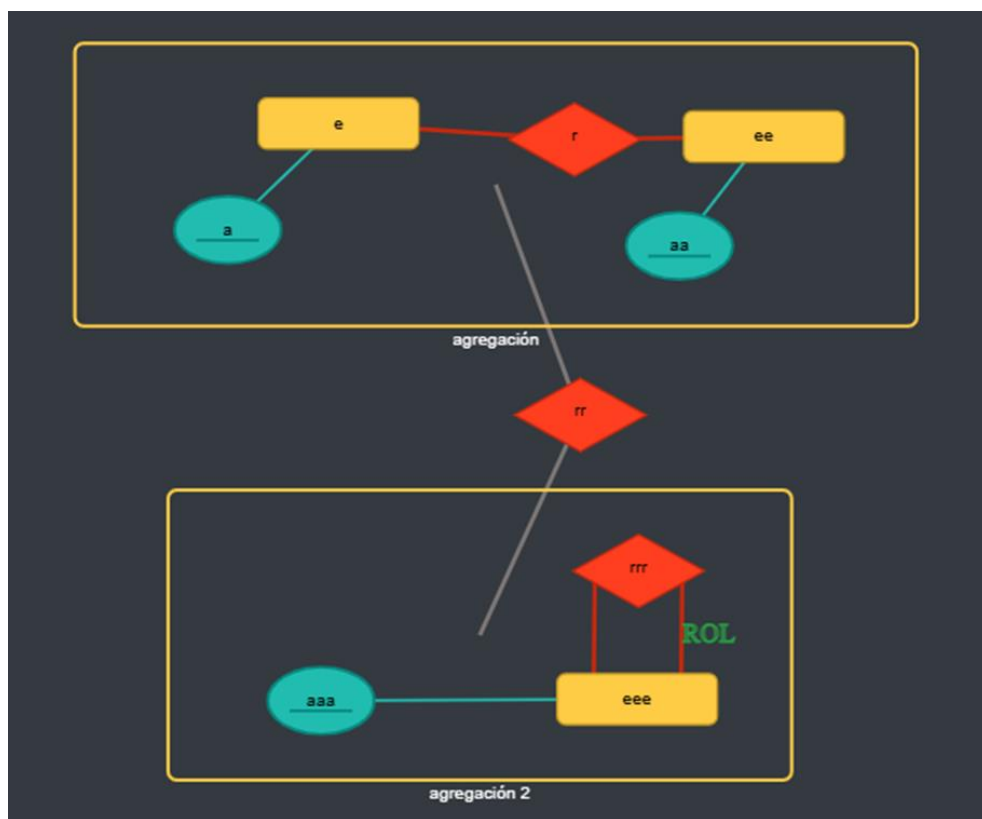 e
r
ee
a
aa
agregación
rr
rrr
ROL
aaa
eee
agregación 2